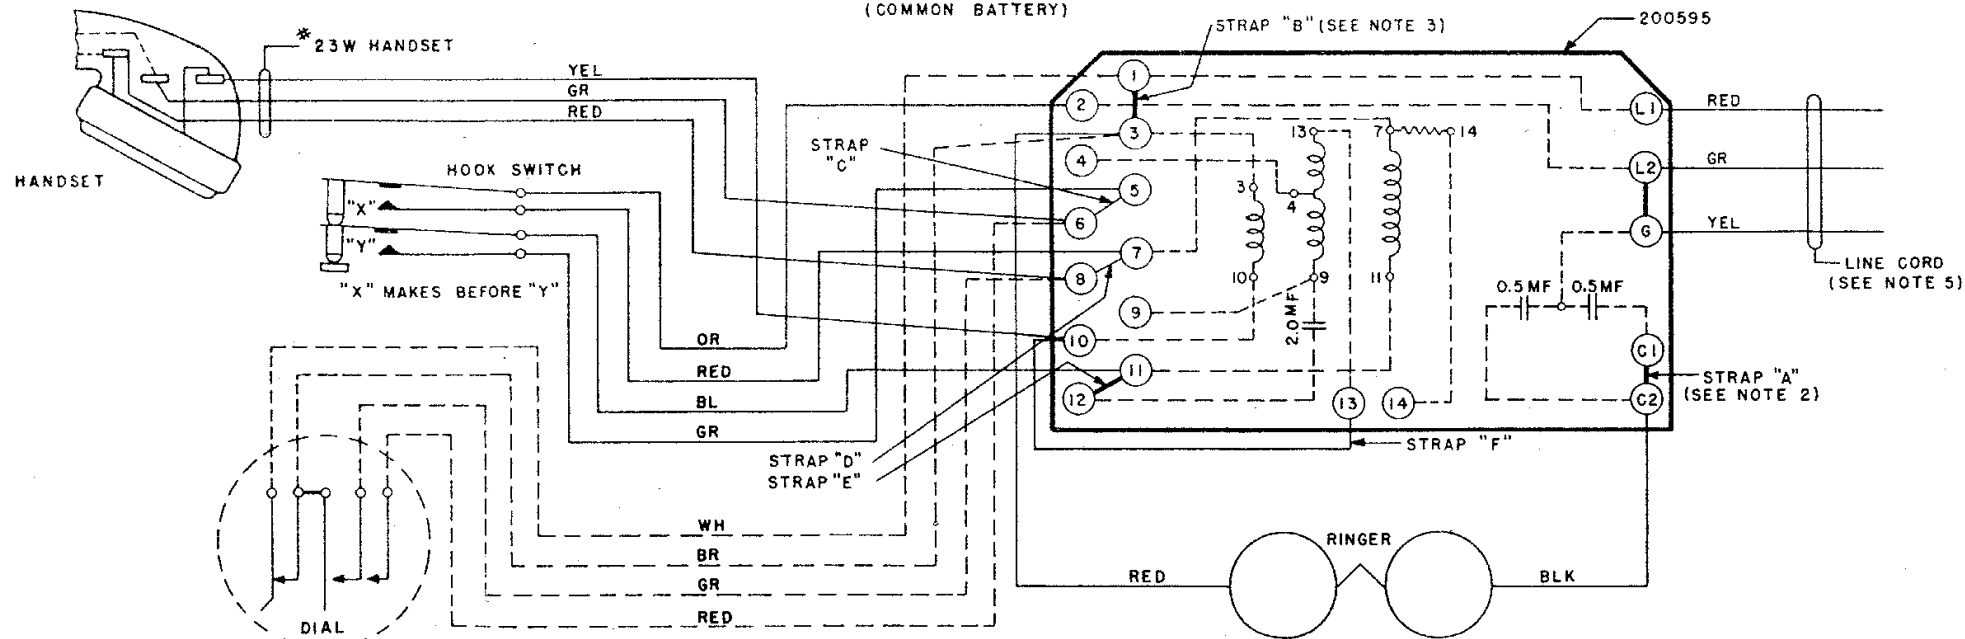 (COMMON BATTERY)
STRAP "B" (SEE NOTE 3)
200595
* 23W HANDSET
YEL
GR
RED
HANDSET
HOOK SWITCH
"X"
"Y"
"X" MAKES BEFORE "Y"
STRAP
"C"
1
2
3
4
5
6
7
8
9
10
11
12
13
14
13
7
14
3
4
10
9
11
2.0MF
L1
L2
G
RED
GR
YEL
LINE CORD
(SEE NOTE 5)
0.5MF
0.5MF
C1
C2
STRAP "A"
(SEE NOTE 2)
OR
RED
BL
GR
STRAP "D"
STRAP "E"
STRAP "F"
WH
BR
GR
RED
DIAL
RED
RINGER
BLK